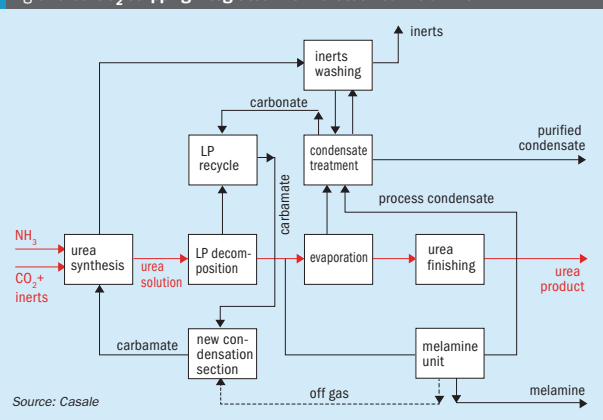 inerts
inerts
washing
carbonate
LP
recycle
condensate
treatment
purified
condensate
carbamate
process condensate
NH3
CO2+
inerts
urea
synthesis
urea
solution
LP decom-
position
evaporation
urea
finishing
urea
product
carbamate
new con-
densation
section
melamine
unit
off gas
melamine
Source: Casale